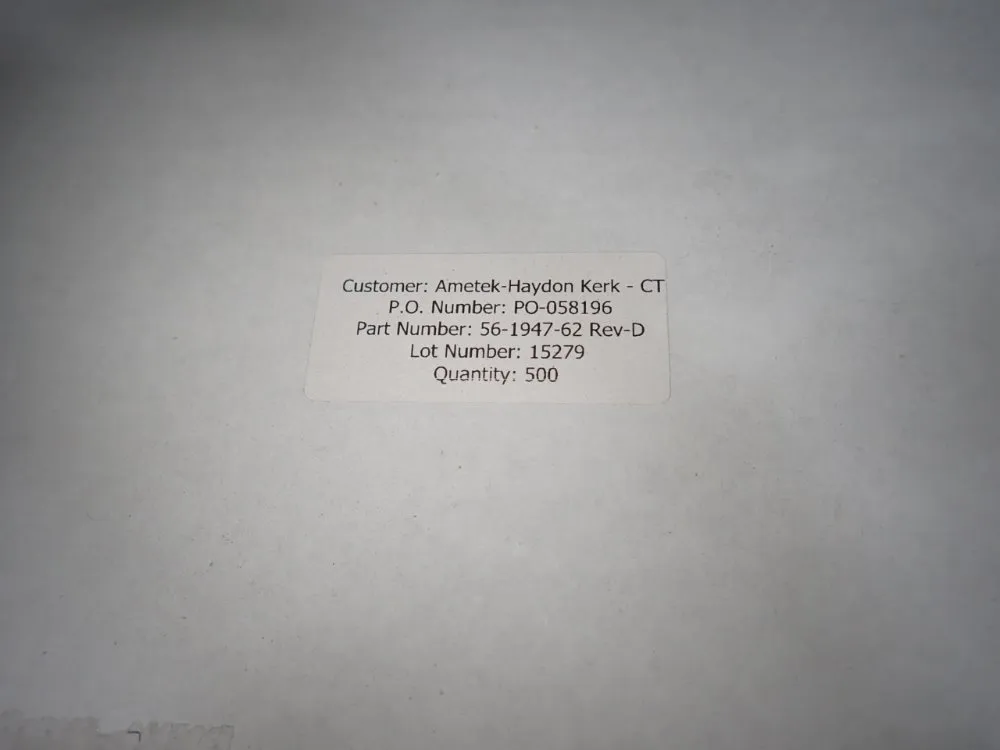 Customer: Ametek-Haydon Kerk - CT
P.O. Number: PO-058196
Part Number: 56-1947-62 Rev-D
Lot Number: 15279
Quantity: 500